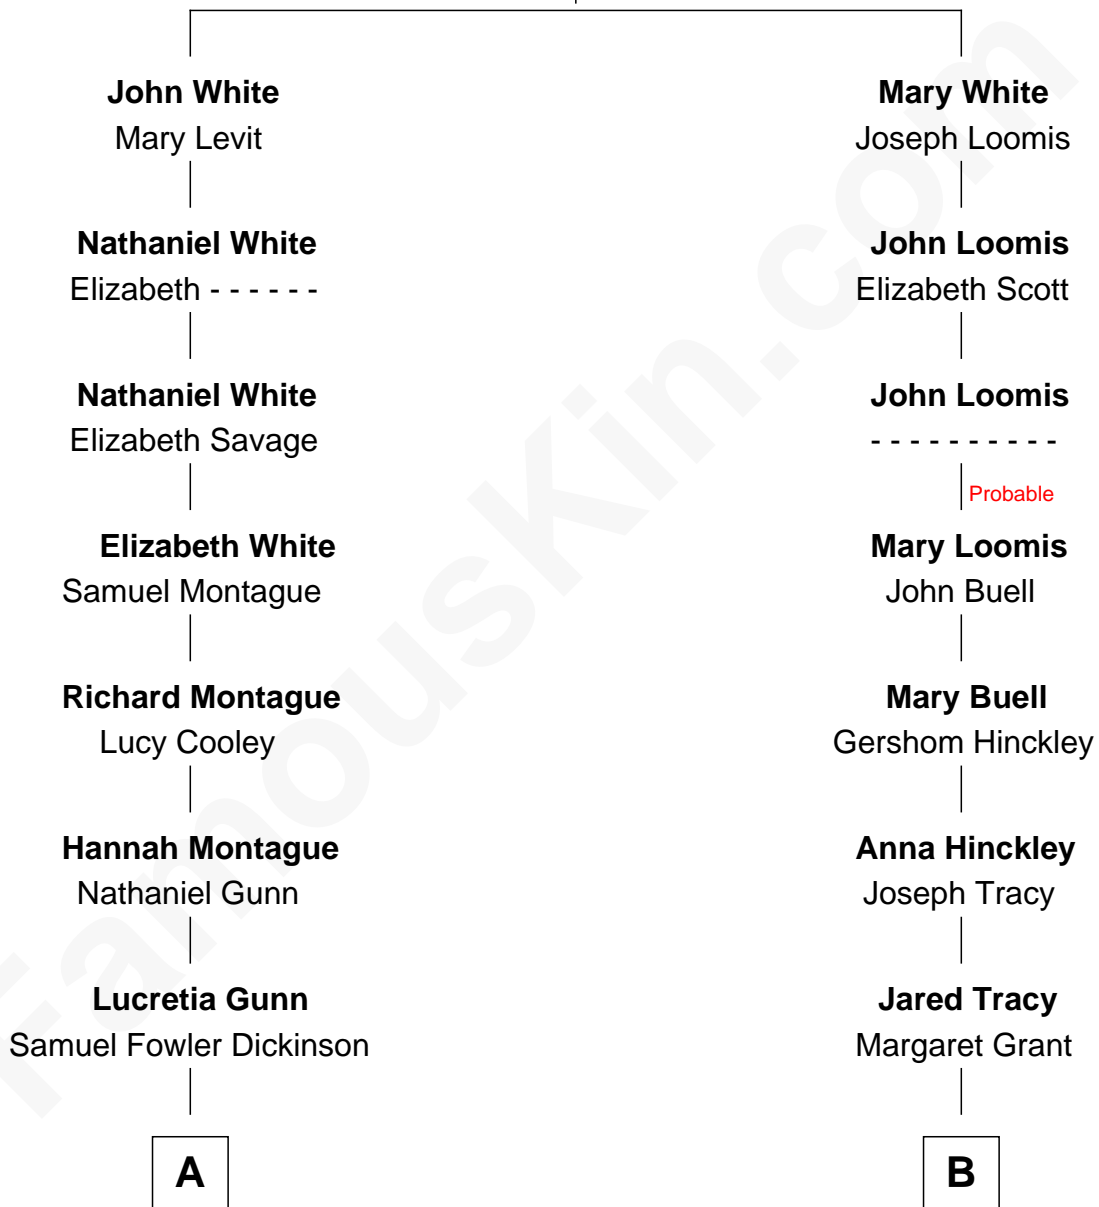 John White
Mary Levit
Mary White
Joseph Loomis
Nathaniel White
Elizabeth - - - - - -
John Loomis
Elizabeth Scott
Nathaniel White
Elizabeth Savage
John Loomis
- - - - - - - - - -
Probable
Elizabeth White
Samuel Montague
Mary Loomis
John Buell
Richard Montague
Lucy Cooley
Mary Buell
Gershom Hinckley
Hannah Montague
Nathaniel Gunn
Anna Hinckley
Joseph Tracy
Lucretia Gunn
Samuel Fowler Dickinson
Jared Tracy
Margaret Grant
A
B
FamousKin.com